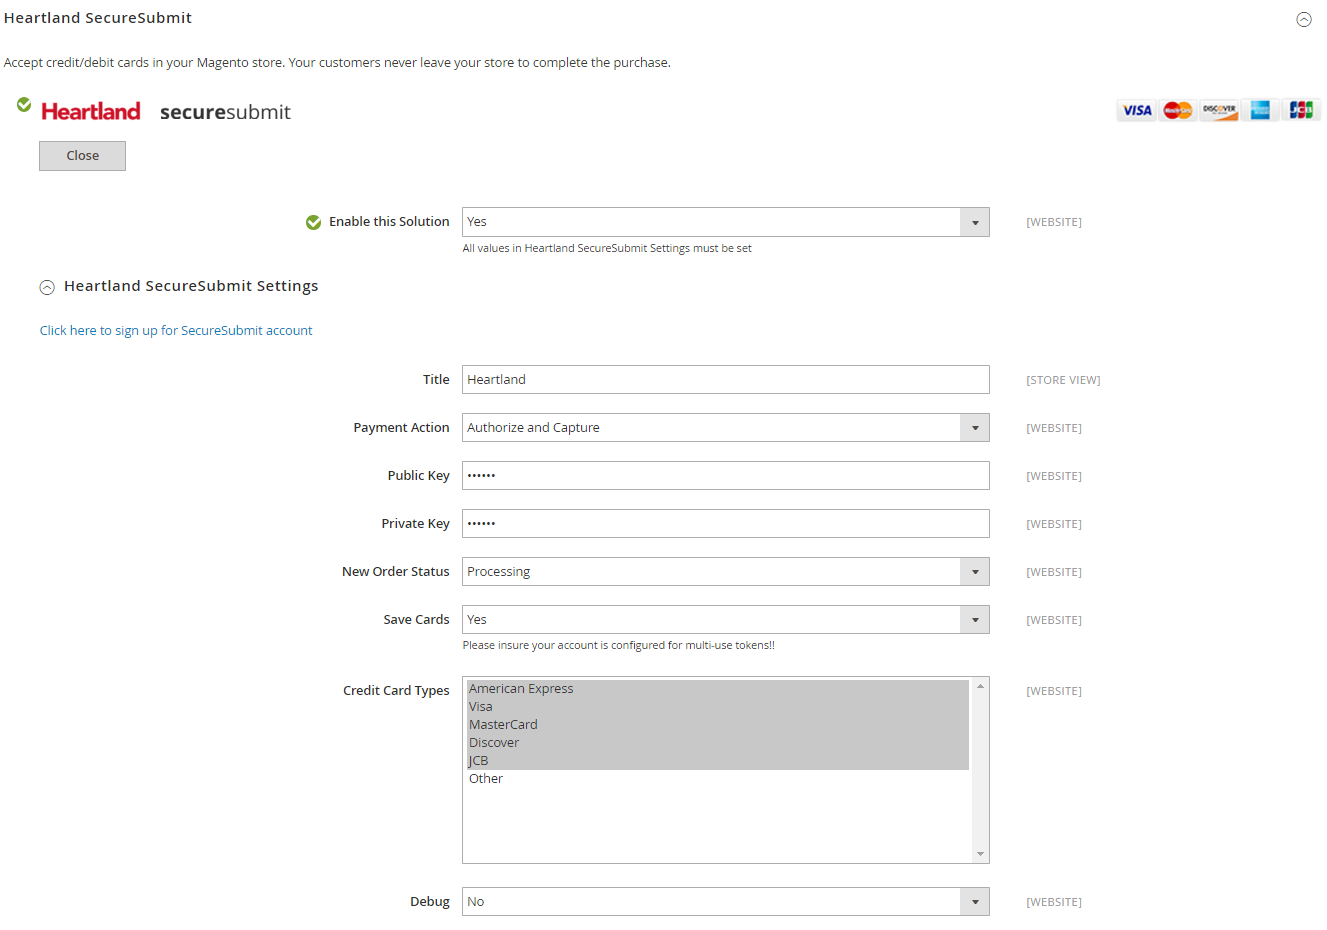 Heartland SecureSubmit
Accept credit/debit cards in your Magento store. Your customers never leave your store to complete the purchase.
Heartland securesubmit VISA MasterCard DISCOVER JCB
Close
Enable this Solution Yes [WEBSITE]
All values in Heartland SecureSubmit Settings must be set
Heartland SecureSubmit Settings
Click here to sign up for SecureSubmit account
Title Heartland [STORE VIEW]
Payment Action Authorize and Capture [WEBSITE]
Public Key •••••• [WEBSITE]
Private Key •••••• [WEBSITE]
New Order Status Processing [WEBSITE]
Save Cards Yes [WEBSITE]
Please insure your account is configured for multi-use tokens!!
Credit Card Types American Express [WEBSITE]
Visa
MasterCard
Discover
JCB
Other
Debug No [WEBSITE]